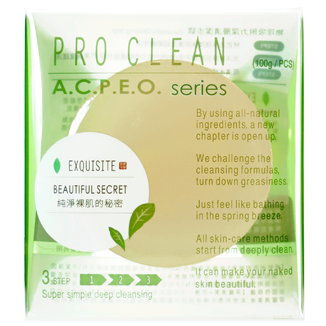 PRO CLEAN
(100g/PCS)
A.C.P.E.O. series
By using all-natural
ingredients, a new
chapter is open up.
EXQUISITE
We challenge the
cleansing formulas,
turn down greasiness.
BEAUTIFUL SECRET
純淨裸肌的秘密
Just feel like bathing
in the spring breeze.
All skin-care methods
start from deeply clean.
It can make your naked
skin beautiful.
3 STEP 1 2 3
Super simple deep cleansing